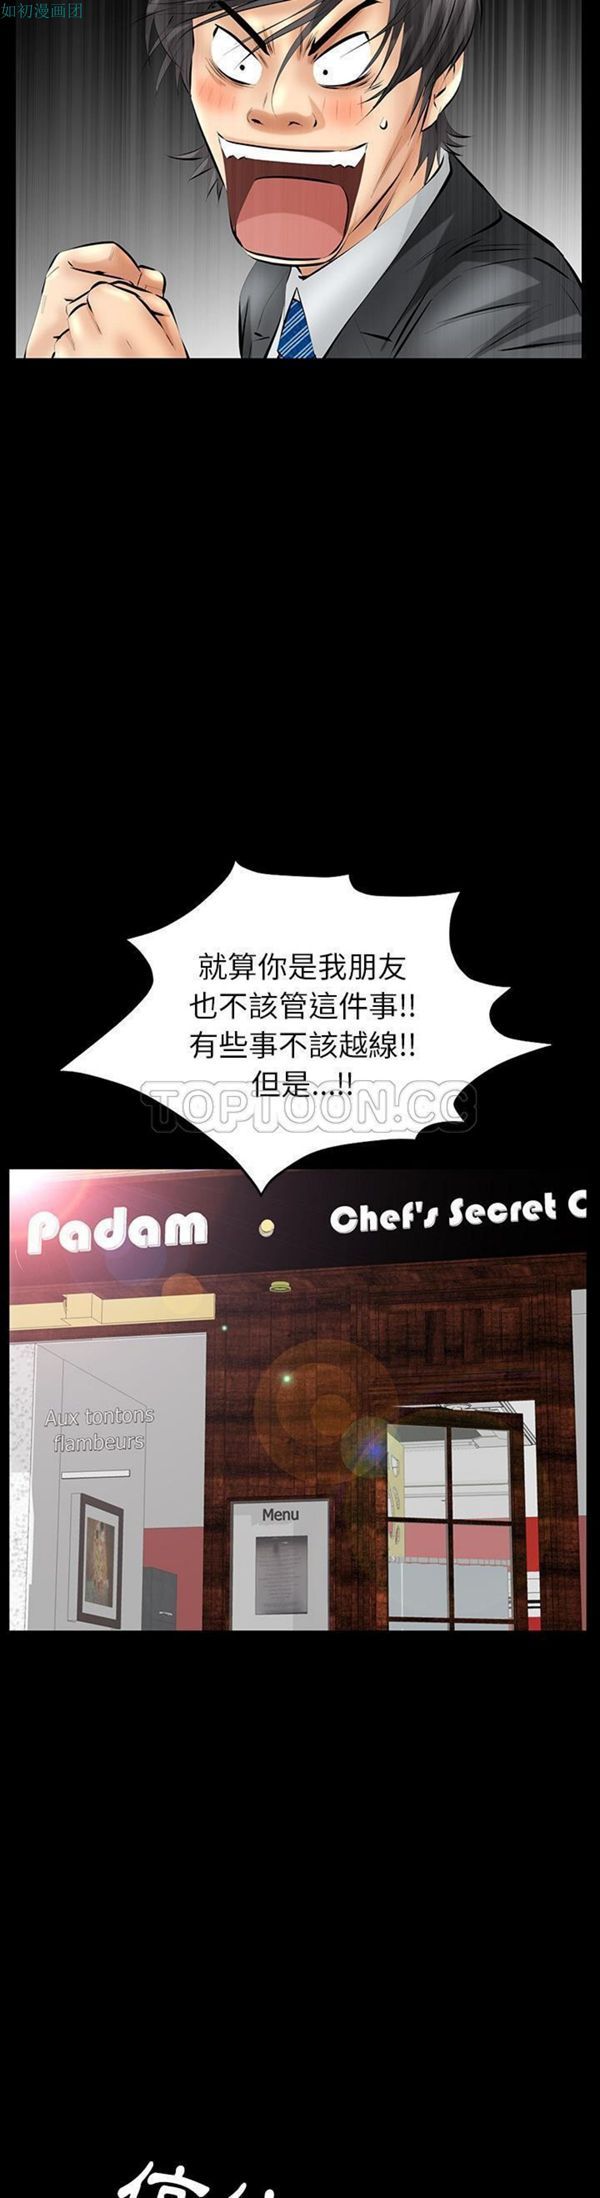 如初漫画团
就算你是我朋友
也不該管這件事!!
有些事不該越線!!
但是...!!
TOPTOON.CC
Padam
Chef's Secret C
Aux tontons
flambeurs
Menu